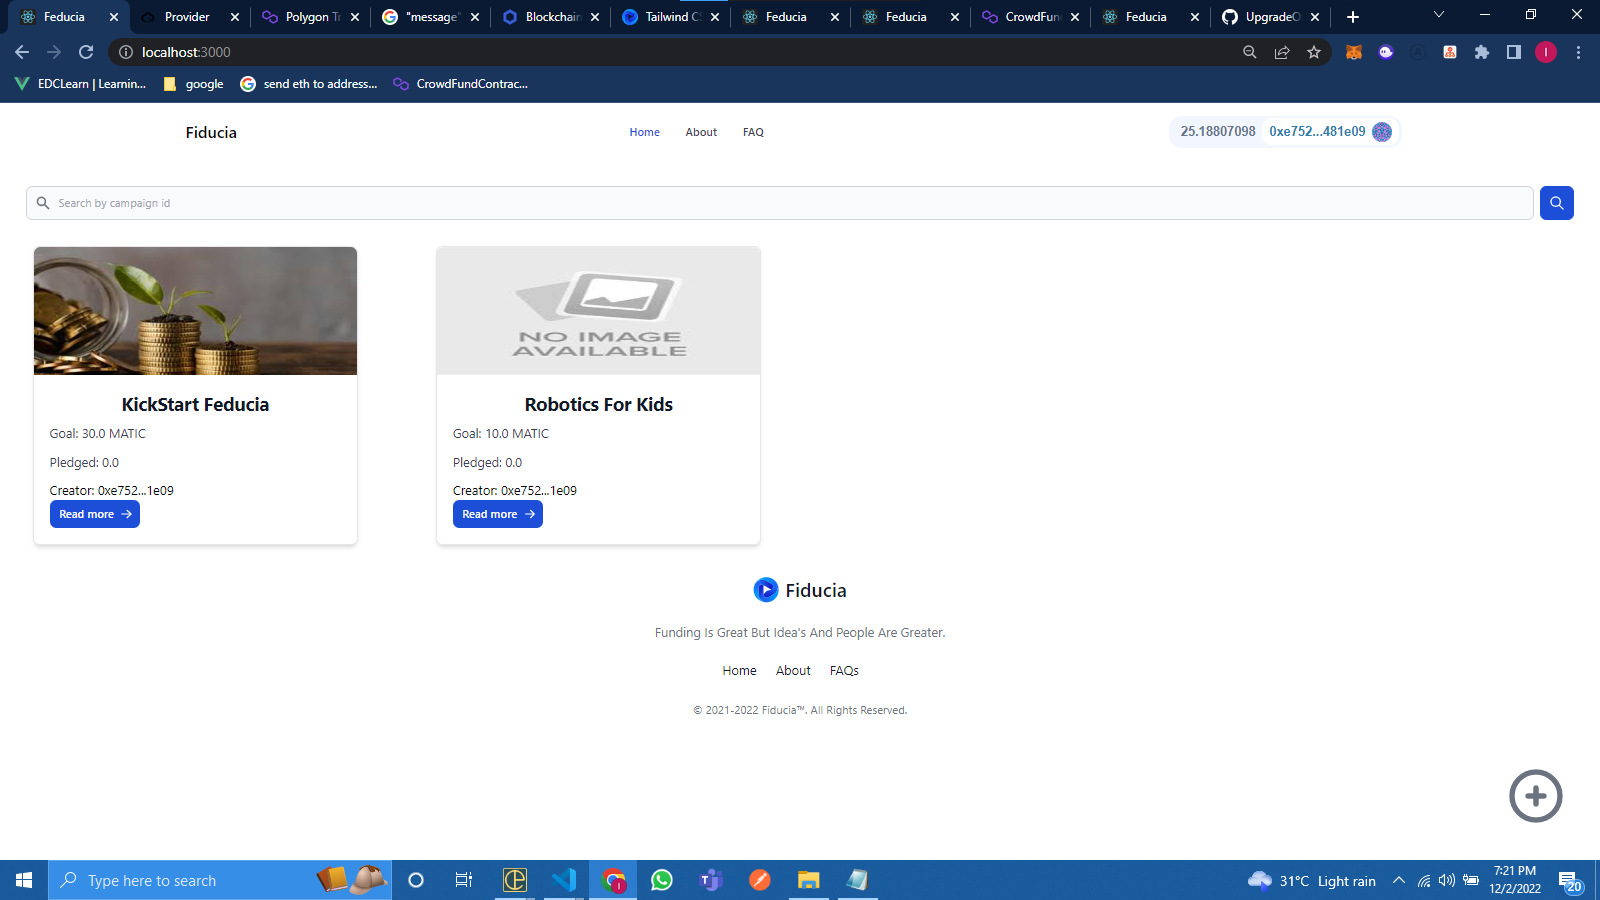 Feducia
Provider
Polygon Tr
"message"
Blockchain
Tailwind CS
Feducia
Feducia
CrowdFun
Feducia
UpgradeO
localhost:3000
EDCLearn | Learnin...
google
send eth to address...
CrowdFundContrac...
Fiducia
Home
About
FAQ
25.18807098
0xe752...481e09
Search by campaign id
NO IMAGE
AVAILABLE
KickStart Feducia
Goal: 30.0 MATIC
Pledged: 0.0
Creator: 0xe752...1e09
Read more
Robotics For Kids
Goal: 10.0 MATIC
Pledged: 0.0
Creator: 0xe752...1e09
Read more
Fiducia
Funding Is Great But Idea's And People Are Greater.
Home About FAQs
© 2021-2022 Fiducia™. All Rights Reserved.
Type here to search
31°C Light rain
7:21 PM
12/2/2022
20